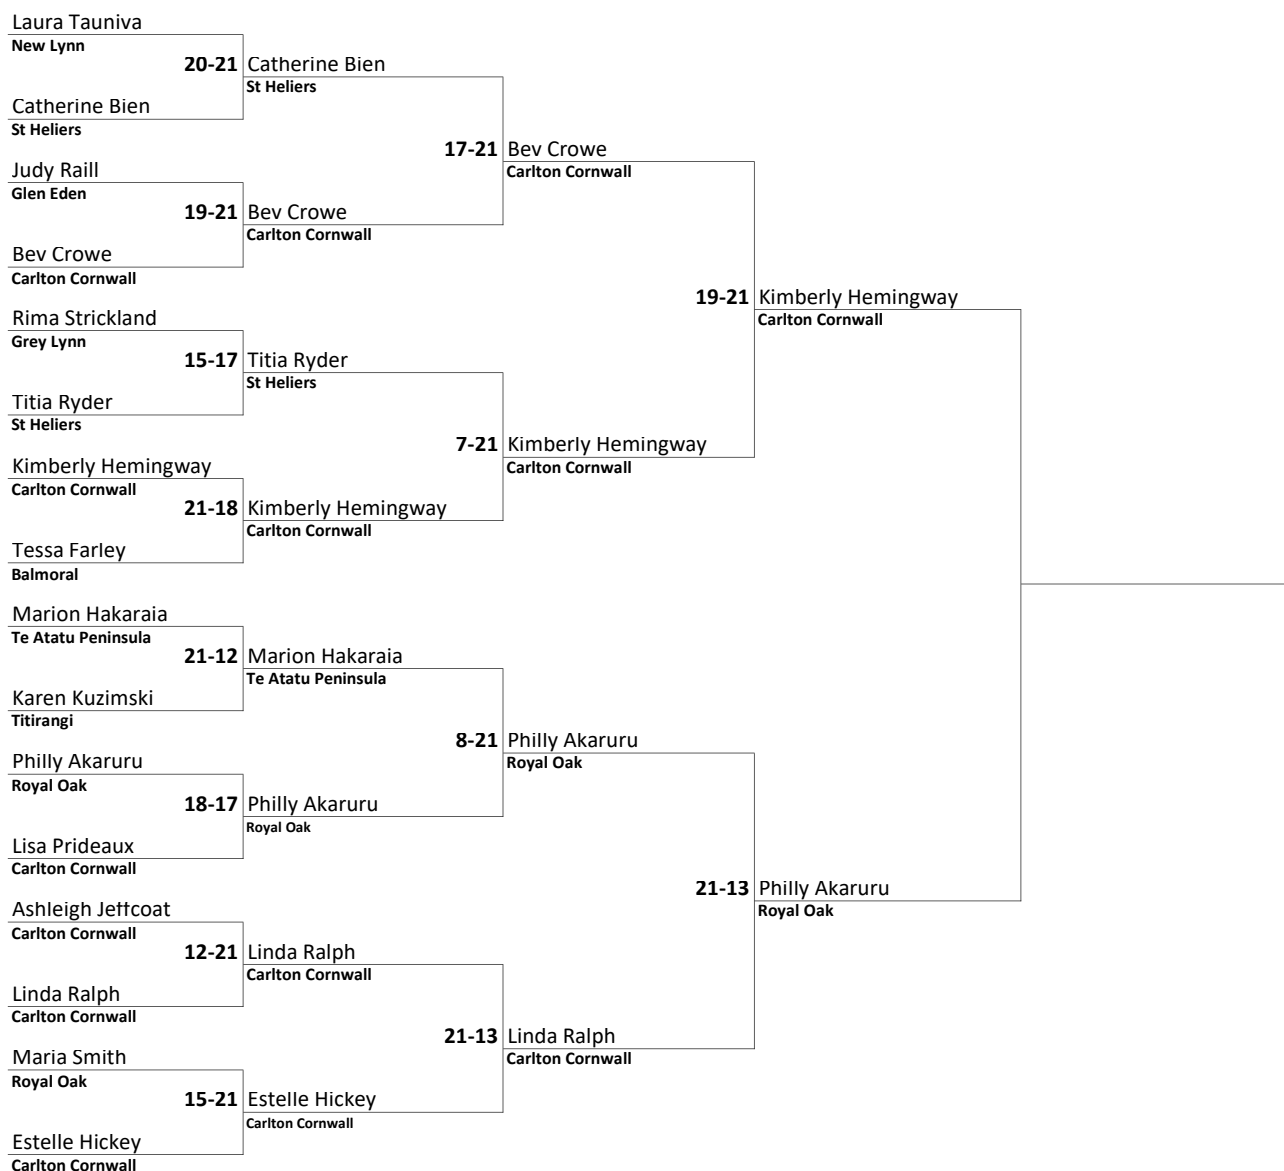 Laura Tauniva
New Lynn
20-21 Catherine Bien
St Heliers
Catherine Bien
St Heliers
17-21 Bev Crowe
Carlton Cornwall
Judy Raill
Glen Eden
19-21 Bev Crowe
Carlton Cornwall
Bev Crowe
Carlton Cornwall
19-21 Kimberly Hemingway
Carlton Cornwall
Rima Strickland
Grey Lynn
15-17 Titia Ryder
St Heliers
Titia Ryder
St Heliers
7-21 Kimberly Hemingway
Carlton Cornwall
Kimberly Hemingway
Carlton Cornwall
21-18 Kimberly Hemingway
Carlton Cornwall
Tessa Farley
Balmoral
Marion Hakaraia
Te Atatu Peninsula
21-12 Marion Hakaraia
Te Atatu Peninsula
Karen Kuzimski
Titirangi
8-21 Philly Akaruru
Royal Oak
Philly Akaruru
Royal Oak
18-17 Philly Akaruru
Royal Oak
Lisa Prideaux
Carlton Cornwall
21-13 Philly Akaruru
Royal Oak
Ashleigh Jeffcoat
Carlton Cornwall
12-21 Linda Ralph
Carlton Cornwall
Linda Ralph
Carlton Cornwall
21-13 Linda Ralph
Carlton Cornwall
Maria Smith
Royal Oak
15-21 Estelle Hickey
Carlton Cornwall
Estelle Hickey
Carlton Cornwall